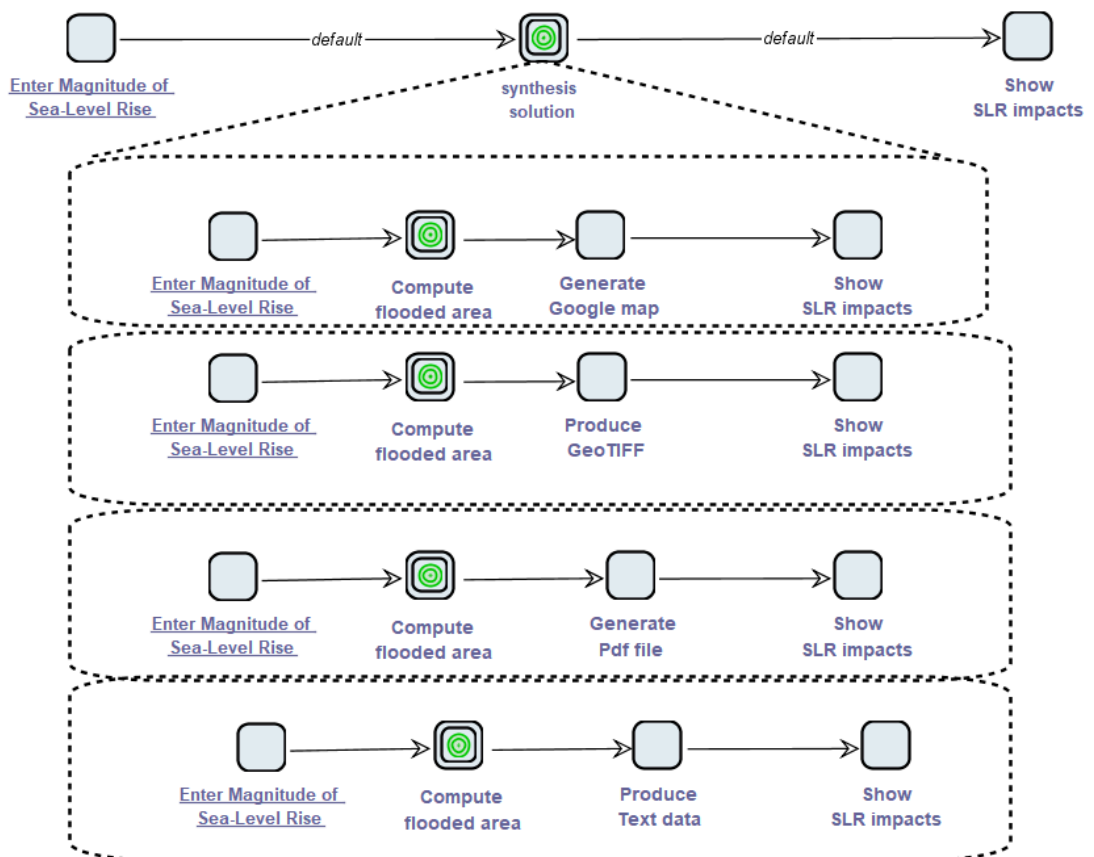 default
default
Enter Magnitude of
Sea-Level Rise
synthesis
solution
Show
SLR impacts
Enter Magnitude of
Sea-Level Rise
Compute
flooded area
Generate
Google map
Show
SLR impacts
Enter Magnitude of
Sea-Level Rise
Compute
flooded area
Produce
GeoTIFF
Show
SLR impacts
Enter Magnitude of
Sea-Level Rise
Compute
flooded area
Generate
Pdf file
Show
SLR impacts
Enter Magnitude of
Sea-Level Rise
Compute
flooded area
Produce
Text data
Show
SLR impacts